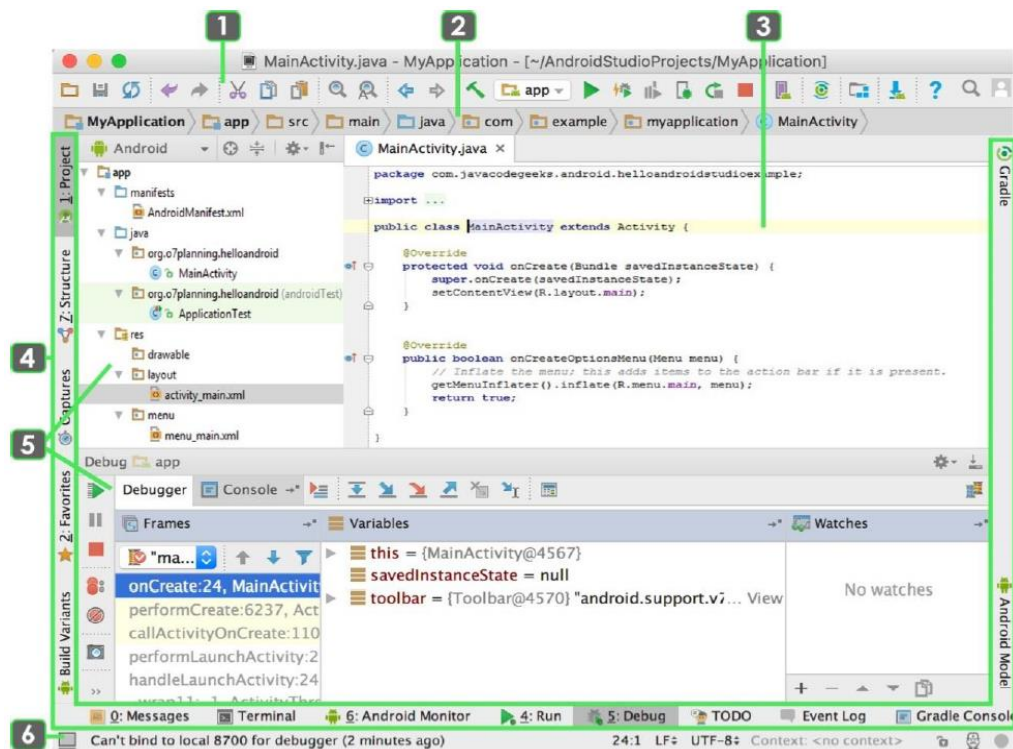 1
2
3
MainActivity.java - MyApplication - [~/AndroidStudioProjects/MyApplication]
app
MyApplication app src main java com example myapplication MainActivity
1: Project
Z: Structure
Captures
2: Favorites
Build Variants
4
5
6
Android
app
manifests
AndroidManifest.xml
java
org.o7planning.helloandroid
MainActivity
org.o7planning.helloandroid (androidTest)
ApplicationTest
res
drawable
layout
activity_main.xml
menu
menu_main.xml
MainActivity.java ×
package com.javacodegeeks.android.helloandroidstudioexample;
import ...
public class MainActivity extends Activity {
@Override
protected void onCreate(Bundle savedInstanceState) {
super.onCreate(savedInstanceState);
setContentView(R.layout.main);
}
@Override
public boolean onCreateOptionsMenu(Menu menu) {
// Inflate the menu; this adds items to the action bar if it is present.
getMenuInflater().inflate(R.menu.main, menu);
return true;
}
}
Gradle
Android Model
Debug app
Debugger Console
Frames
"ma...
onCreate:24, MainActivit
performCreate:6237, Act
callActivityOnCreate:110
performLaunchActivity:2
handleLaunchActivity:24
Variables
this = {MainActivity@4567}
savedInstanceState = null
toolbar = {Toolbar@4570} "android.support.v7... View
Watches
No watches
0: Messages Terminal 6: Android Monitor 4: Run 5: Debug TODO Event Log Gradle Console
Can't bind to local 8700 for debugger (2 minutes ago) 24:1 LF UTF-8 Context: <no context>